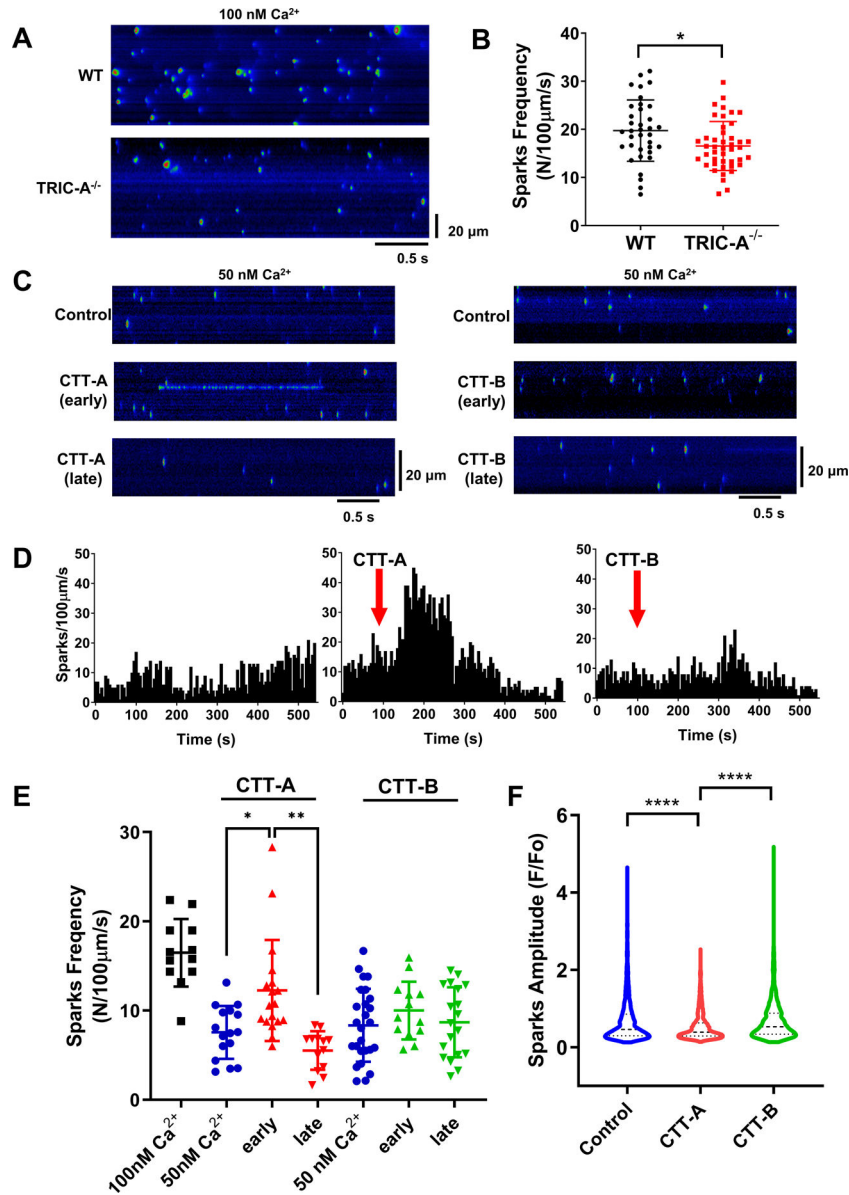 A
100 nM Ca²⁺
WT
TRIC-A⁻/⁻
20 μm
0.5 s
B
*
Sparks Frequency
(N/100μm/s)
40
30
20
10
0
WT
TRIC-A⁻/⁻
C
50 nM Ca²⁺
Control
CTT-A
(early)
CTT-A
(late)
20 μm
0.5 s
50 nM Ca²⁺
Control
CTT-B
(early)
CTT-B
(late)
20 μm
0.5 s
D
Sparks/100μm/s
50
40
30
20
10
0
0 100 200 300 400 500
Time (s)
CTT-A
50
40
30
20
10
0
0 100 200 300 400 500
Time (s)
CTT-B
50
40
30
20
10
0
0 100 200 300 400 500
Time (s)
E
CTT-A
CTT-B
*
**
Sparks Freqency
(N/100μm/s)
30
20
10
0
100nM Ca²⁺
50nM Ca²⁺
early
late
50 nM Ca²⁺
early
late
F
****
****
Sparks Amplitude (F/Fo)
6
4
2
0
Control
CTT-A
CTT-B